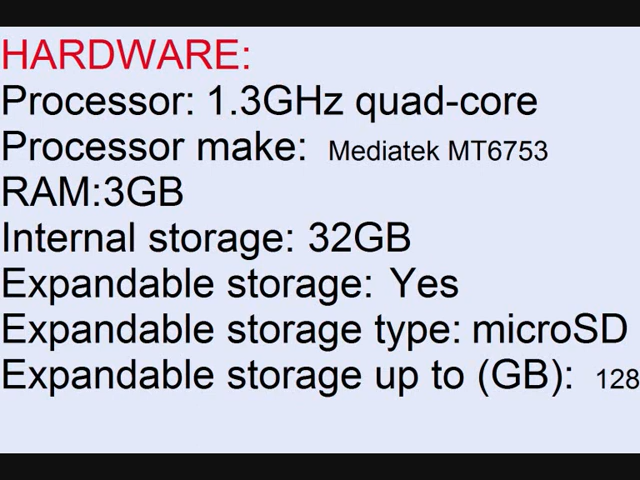 HARDWARE:
Processor: 1.3GHz quad-core
Processor make: Mediatek MT6753
RAM:3GB
Internal storage: 32GB
Expandable storage: Yes
Expandable storage type: microSD
Expandable storage up to (GB): 128